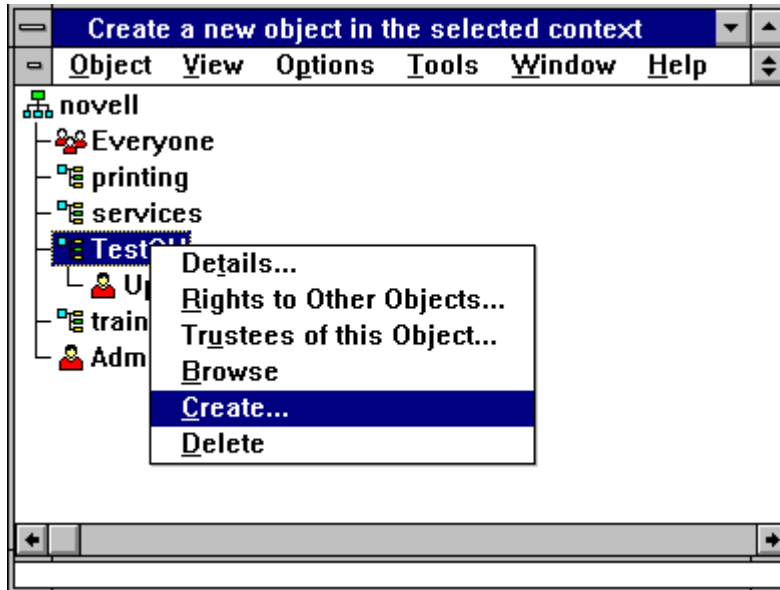 Create a new object in the selected context
Object View Options Tools Window Help
novell
Everyone
printing
services
Details...
Rights to Other Objects...
Trustees of this Object...
Browse
Create...
Delete